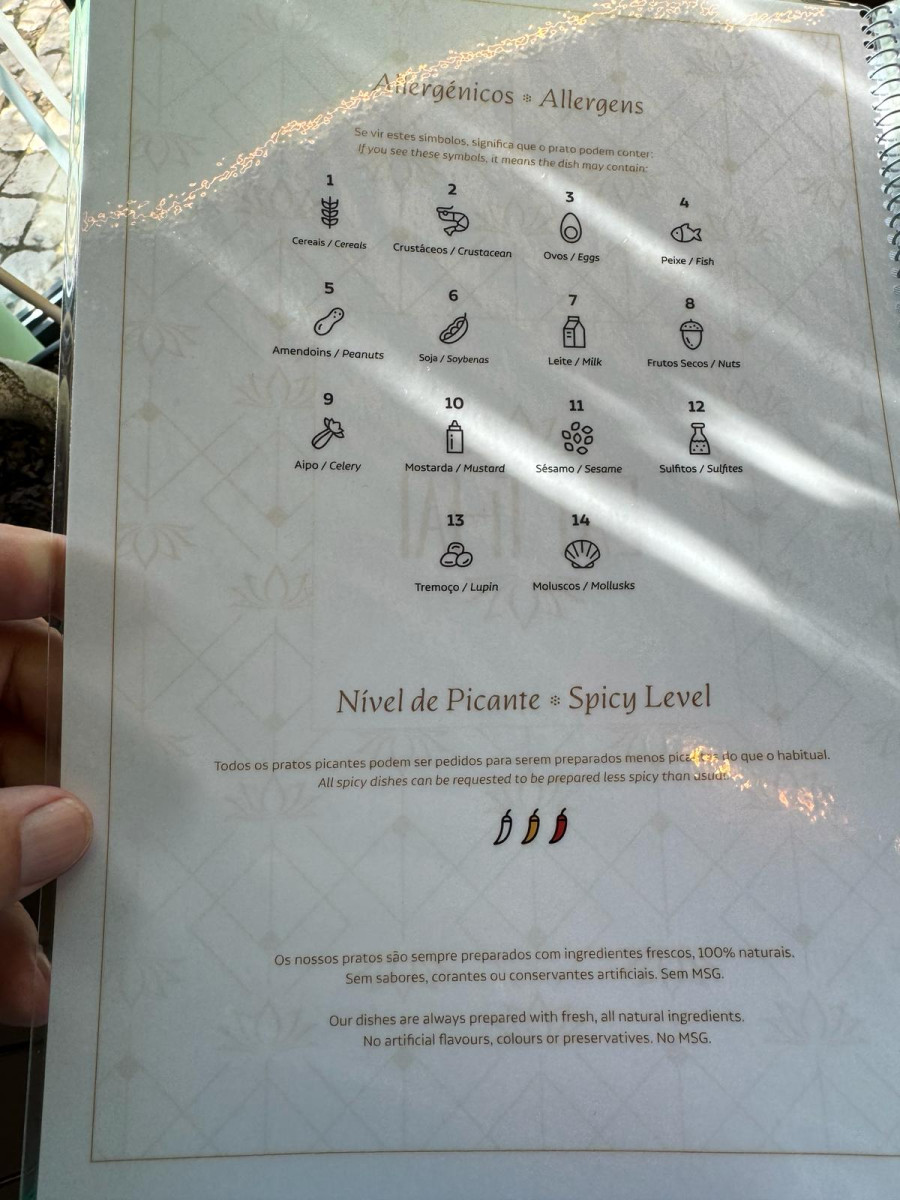 Allergénicos Allergens
Se vir estes símbolos, significa que o prato podem conter:
If you see these symbols, it means the dish may contain:
1 2 3 4
Cereais / Cereals Crustáceos / Crustacean Ovos / Eggs Peixe / Fish
5 6 7 8
Amendoins / Peanuts Soja / Soybenas Leite / Milk Frutos Secos / Nuts
9 10 11 12
Aipo / Celery Mostarda / Mustard Sésamo / Sesame Sulfitos / Sulfites
13 14
Tremoço / Lupin Moluscos / Mollusks
Nível de Picante Spicy Level
Todos os pratos picantes podem ser pedidos para serem preparados menos picantes do que o habitual.
All spicy dishes can be requested to be prepared less spicy than usual.
Os nossos pratos são sempre preparados com ingredientes frescos, 100% naturais.
Sem sabores, corantes ou conservantes artificiais. Sem MSG.
Our dishes are always prepared with fresh, all natural ingredients.
No artificial flavours, colours or preservatives. No MSG.